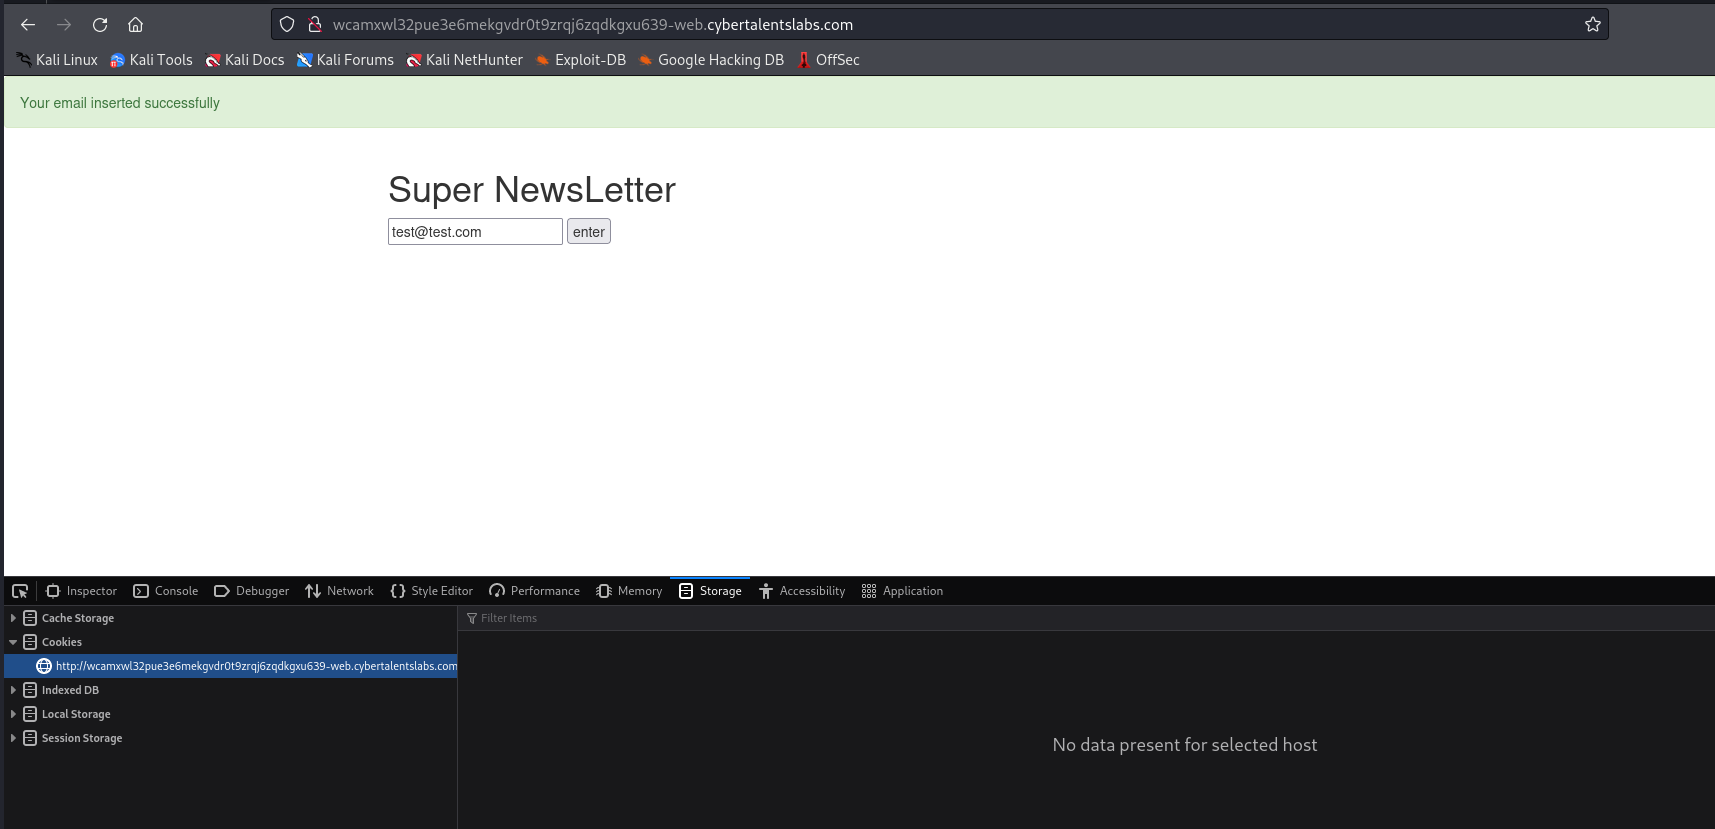 wcamxwl32pue3e6mekgvdr0t9zrqj6zqdkgxu639-web.cybertalentslabs.com
Kali Linux Kali Tools Kali Docs Kali Forums Kali NetHunter Exploit-DB Google Hacking DB OffSec
Your email inserted successfully
Super NewsLetter
test@test.com enter
Inspector Console Debugger Network Style Editor Performance Memory Storage Accessibility Application
Cache Storage
Filter Items
Cookies
http://wcamxwl32pue3e6mekgvdr0t9zrqj6zqdkgxu639-web.cybertalentslabs.com
Indexed DB
Local Storage
Session Storage
No data present for selected host